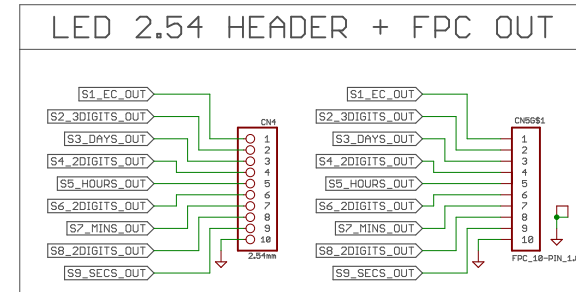 LED 2.54 HEADER + FPC OUT
S1_EC_OUT
S2_3DIGITS_OUT
S3_DAYS_OUT
S4_2DIGITS_OUT
S5_HOURS_OUT
S6_2DIGITS_OUT
S7_MINS_OUT
S8_2DIGITS_OUT
S9_SECS_OUT
CN4
1
2
3
4
5
6
7
8
9
10
2.54mm
S1_EC_OUT
S2_3DIGITS_OUT
S3_DAYS_OUT
S4_2DIGITS_OUT
S5_HOURS_OUT
S6_2DIGITS_OUT
S7_MINS_OUT
S8_2DIGITS_OUT
S9_SECS_OUT
CN5G$1
1
2
3
4
5
6
7
8
9
10